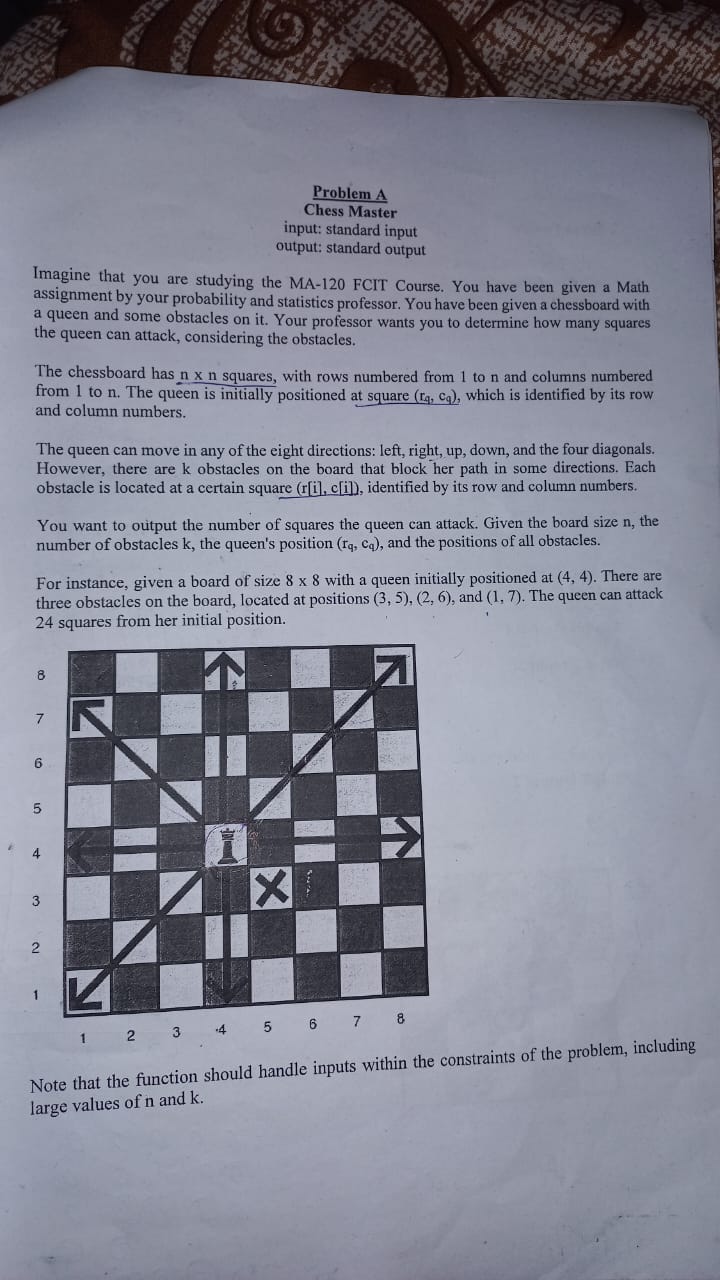 Problem A
Chess Master
input: standard input
output: standard output
Imagine that you are studying the MA-120 FCIT Course. You have been given a Math
assignment by your probability and statistics professor. You have been given a chessboard with
a queen and some obstacles on it. Your professor wants you to determine how many squares
the queen can attack, considering the obstacles.
The chessboard has n x n squares, with rows numbered from 1 to n and columns numbered
from 1 to n. The queen is initially positioned at square (rq, cq), which is identified by its row
and column numbers.
The queen can move in any of the eight directions: left, right, up, down, and the four diagonals.
However, there are k obstacles on the board that block her path in some directions. Each
obstacle is located at a certain square (r[i], c[i]), identified by its row and column numbers.
You want to output the number of squares the queen can attack. Given the board size n, the
number of obstacles k, the queen's position (rq, cq), and the positions of all obstacles.
For instance, given a board of size 8 x 8 with a queen initially positioned at (4, 4). There are
three obstacles on the board, located at positions (3, 5), (2, 6), and (1, 7). The queen can attack
24 squares from her initial position.
8
7
6
5
4
3
2
1
1 2 3 4 5 6 7 8
Note that the function should handle inputs within the constraints of the problem, including
large values of n and k.